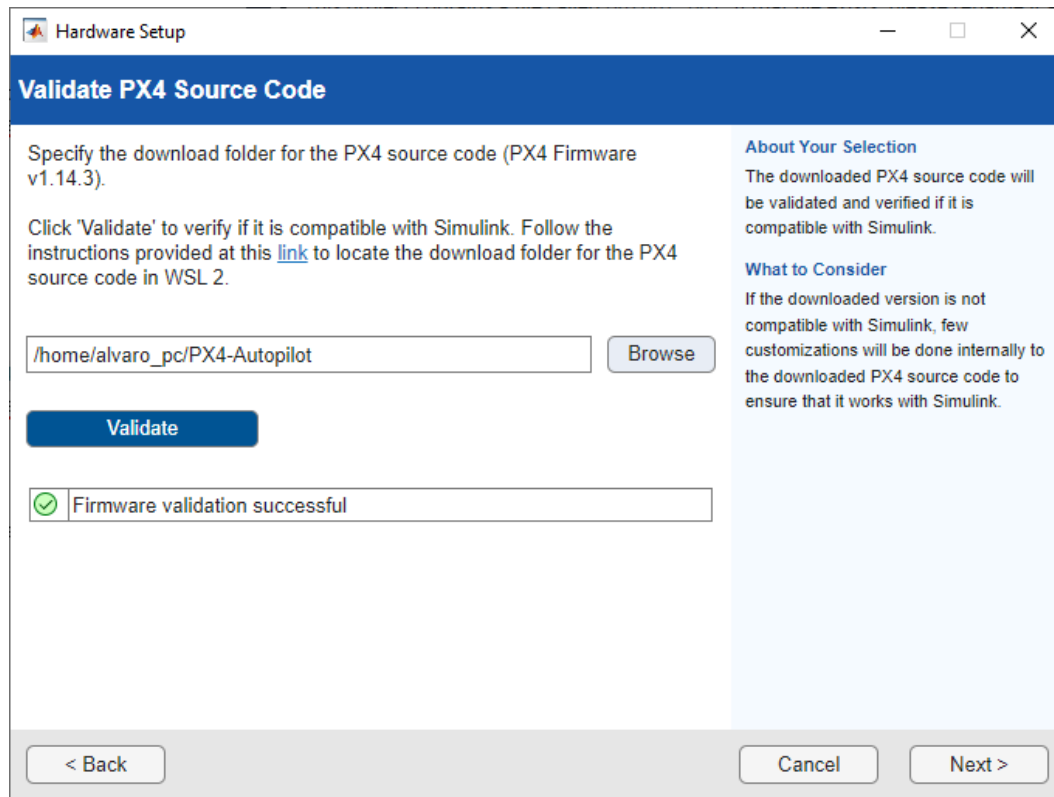 Hardware Setup
Validate PX4 Source Code
Specify the download folder for the PX4 source code (PX4 Firmware
v1.14.3).
Click 'Validate' to verify if it is compatible with Simulink. Follow the
instructions provided at this link to locate the download folder for the PX4
source code in WSL 2.
/home/alvaro_pc/PX4-Autopilot
Browse
Validate
Firmware validation successful
About Your Selection
The downloaded PX4 source code will
be validated and verified if it is
compatible with Simulink.
What to Consider
If the downloaded version is not
compatible with Simulink, few
customizations will be done internally to
the downloaded PX4 source code to
ensure that it works with Simulink.
< Back
Cancel
Next >